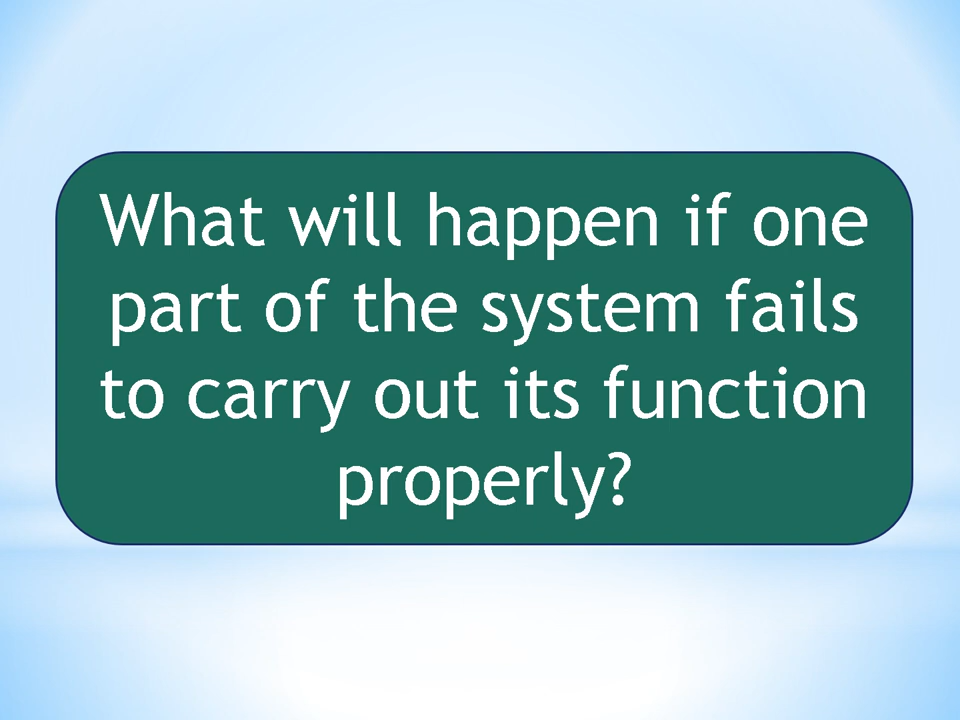 What will happen if one
part of the system fails
to carry out its function
properly?